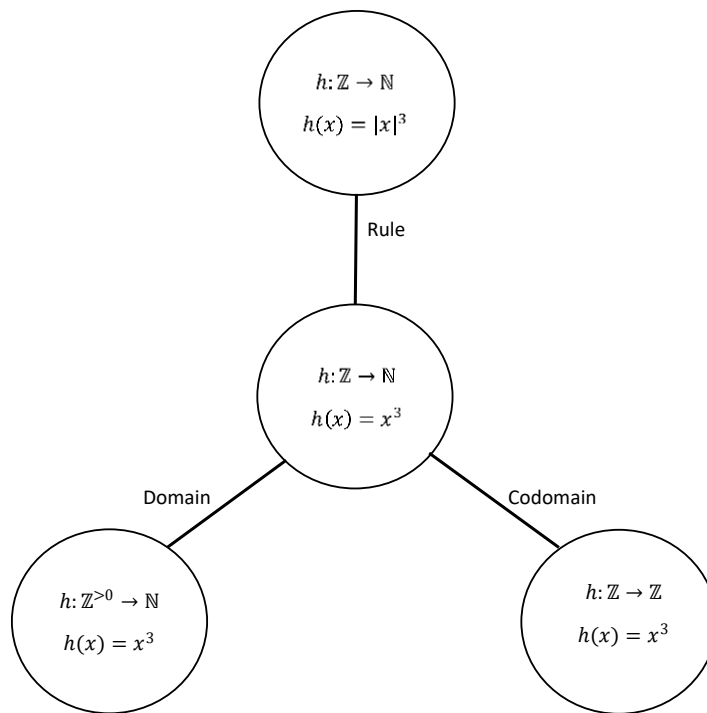 h: ℤ → ℕ
h(x) = |x|³
Rule
h: ℤ → ℕ
h(x) = x³
Domain
Codomain
h: ℤ^{>0} → ℕ
h(x) = x³
h: ℤ → ℤ
h(x) = x³